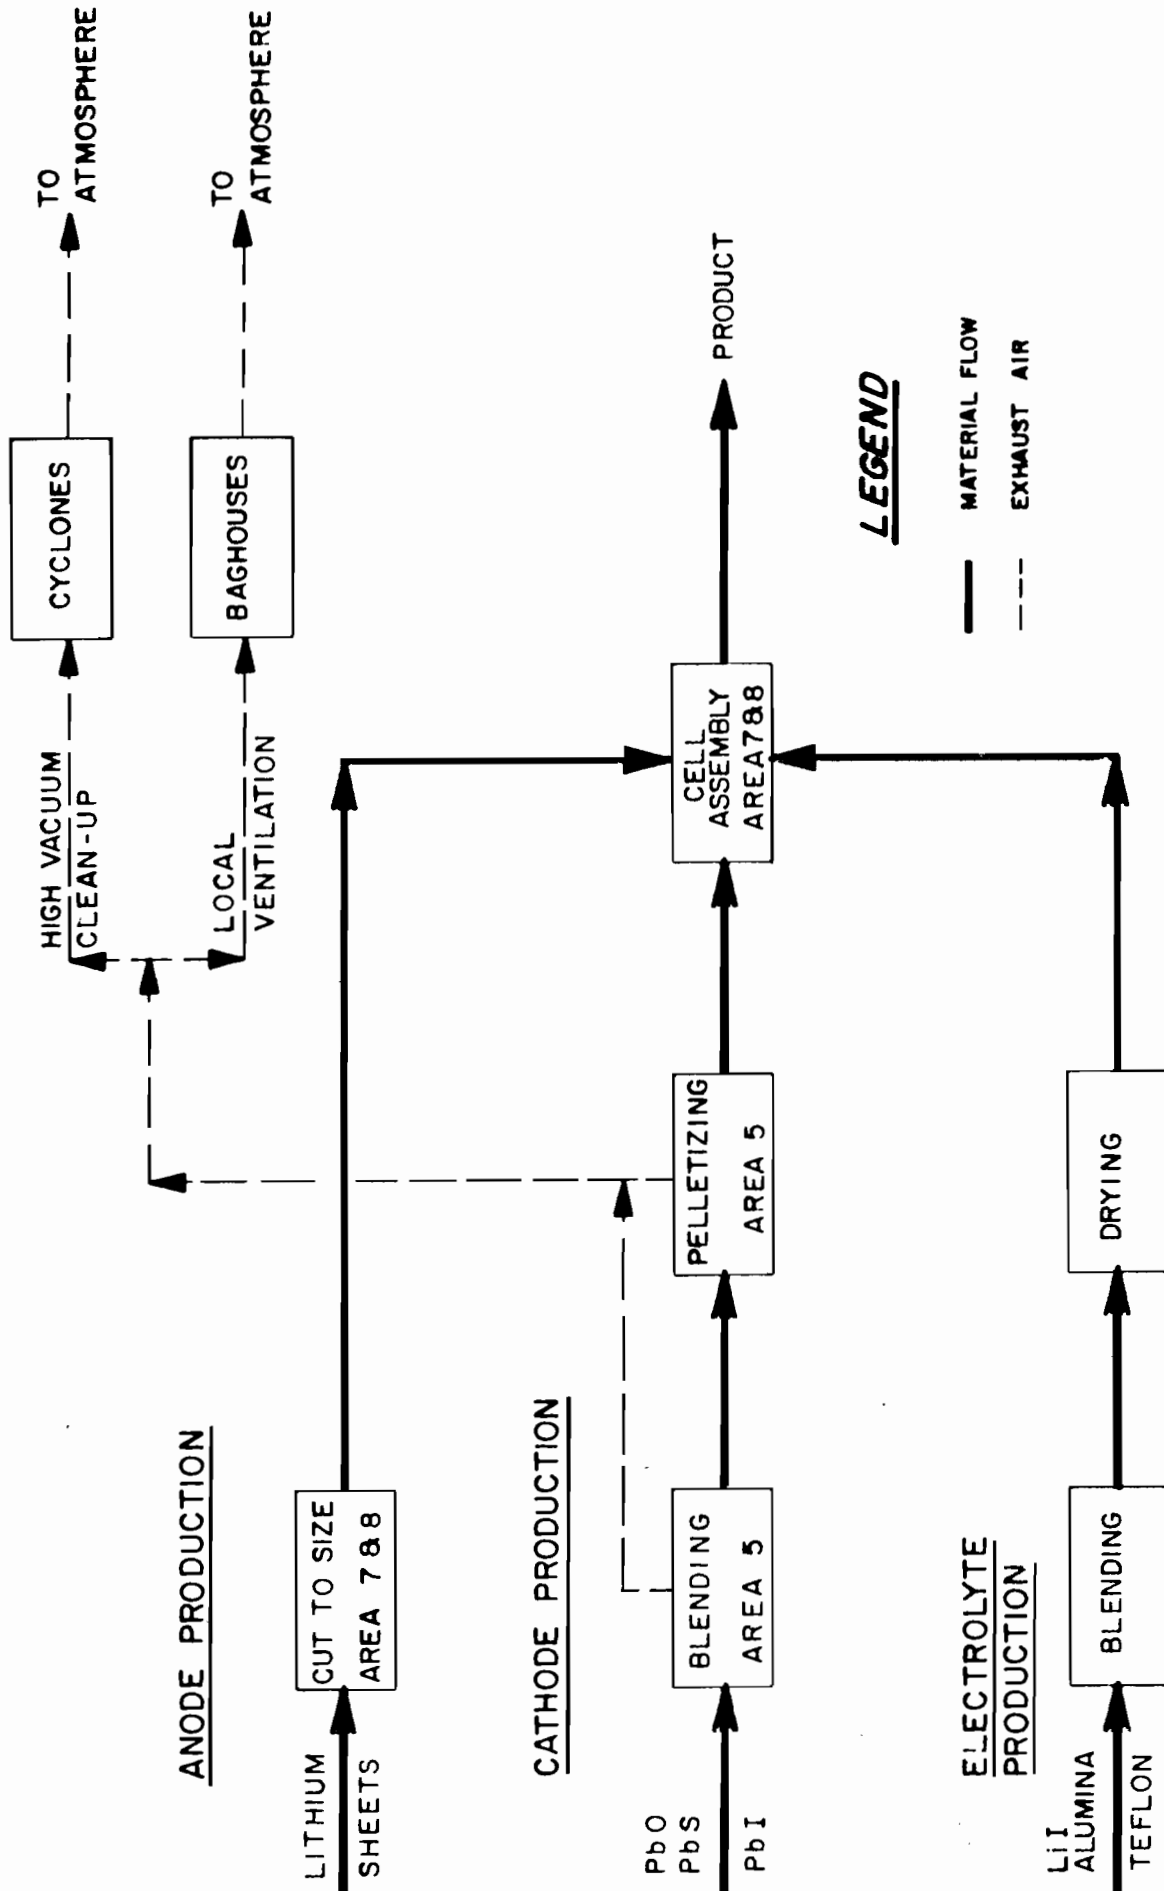 HIGH VACUUM
CLEAN-UP
CYCLONES
TO
ATMOSPHERE
LOCAL
VENTILATION
BAGHOUSES
TO
ATMOSPHERE
ANODE PRODUCTION
LITHIUM
SHEETS
CUT TO SIZE
AREA 7&8
CATHODE PRODUCTION
PbO
PbS
PbI
BLENDING
AREA 5
PELLETIZING
AREA 5
CELL
ASSEMBLY
AREA 7&8
PRODUCT
ELECTROLYTE
PRODUCTION
LiI
ALUMINA
TEFLON
BLENDING
DRYING
LEGEND
MATERIAL FLOW
EXHAUST AIR